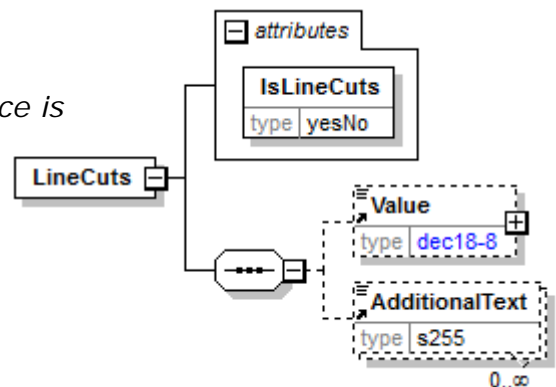 attributes
IsLineCuts
type yesNo
ce is
LineCuts
Value
type dec18-8
AdditionalText
type s255
0..∞